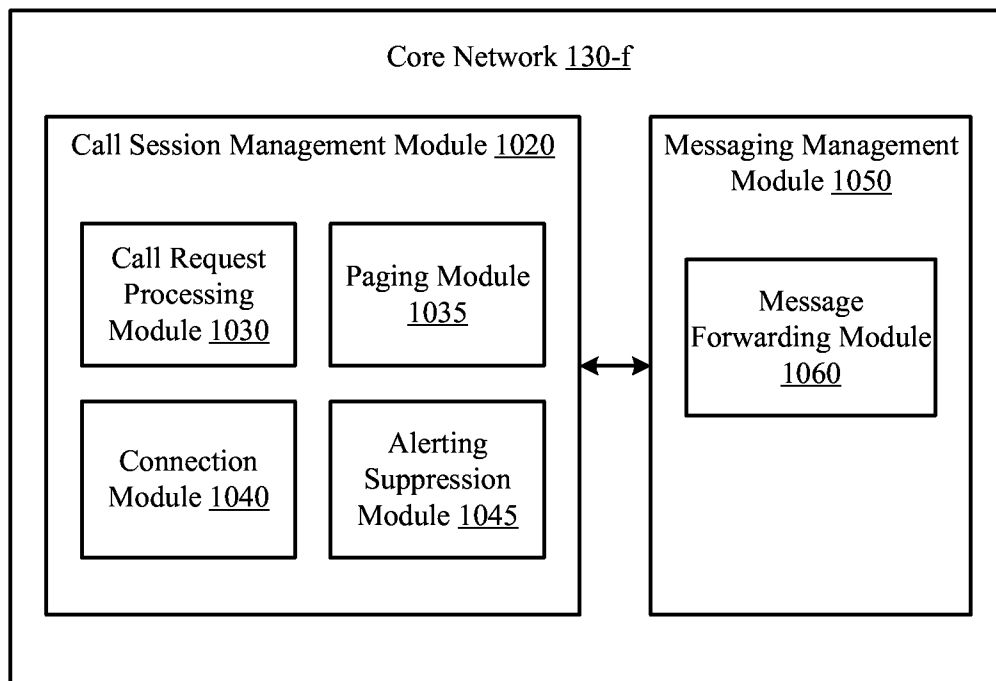 Core Network 130-f
Call Session Management Module 1020
Call Request
Processing
Module 1030
Paging Module
1035
Connection
Module 1040
Alerting
Suppression
Module 1045
Messaging Management
Module 1050
Message
Forwarding Module
1060